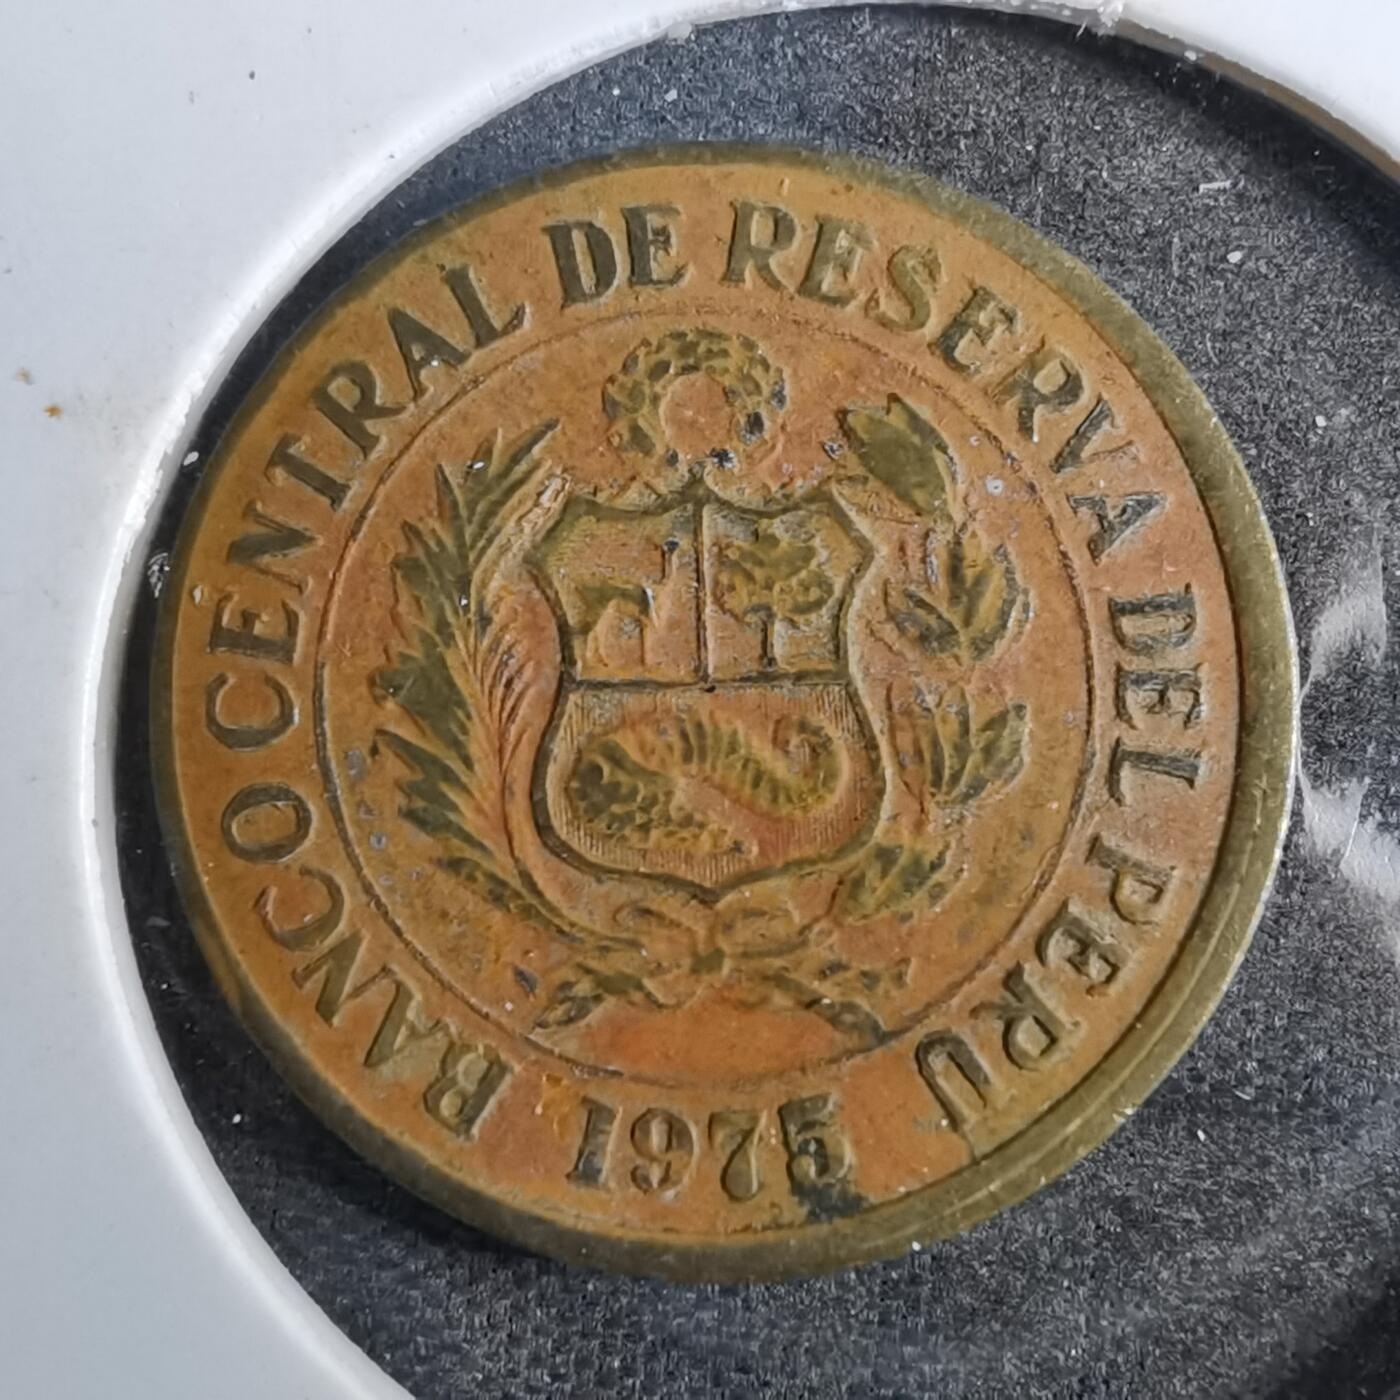 BANCO CENTRAL DE RESERVA DEL PERU
1975